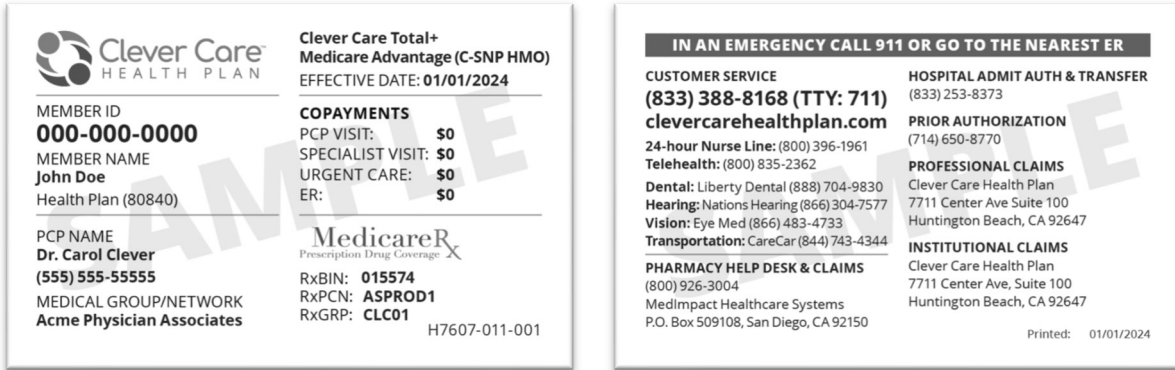 Clever Care™
HEALTH PLAN
MEMBER ID
000-000-0000
MEMBER NAME
John Doe
Health Plan (80840)
PCP NAME
Dr. Carol Clever
(555) 555-55555
MEDICAL GROUP/NETWORK
Acme Physician Associates
Clever Care Total+
Medicare Advantage (C-SNP HMO)
EFFECTIVE DATE: 01/01/2024
COPAYMENTS
PCP VISIT: $0
SPECIALIST VISIT: $0
URGENT CARE: $0
ER: $0
MedicareRx
Prescription Drug Coverage
RxBIN: 015574
RxPCN: ASPROD1
RxGRP: CLC01
H7607-011-001
SAMPLE
IN AN EMERGENCY CALL 911 OR GO TO THE NEAREST ER
CUSTOMER SERVICE
(833) 388-8168 (TTY: 711)
clevercarehealthplan.com
24-hour Nurse Line: (800) 396-1961
Telehealth: (800) 835-2362
Dental: Liberty Dental (888) 704-9830
Hearing: Nations Hearing (866) 304-7577
Vision: Eye Med (866) 483-4733
Transportation: CareCar (844) 743-4344
PHARMACY HELP DESK & CLAIMS
(800) 926-3004
MedImpact Healthcare Systems
P.O. Box 509108, San Diego, CA 92150
HOSPITAL ADMIT AUTH & TRANSFER
(833) 253-8373
PRIOR AUTHORIZATION
(714) 650-8770
PROFESSIONAL CLAIMS
Clever Care Health Plan
7711 Center Ave Suite 100
Huntington Beach, CA 92647
INSTITUTIONAL CLAIMS
Clever Care Health Plan
7711 Center Ave, Suite 100
Huntington Beach, CA 92647
Printed: 01/01/2024
SAMPLE